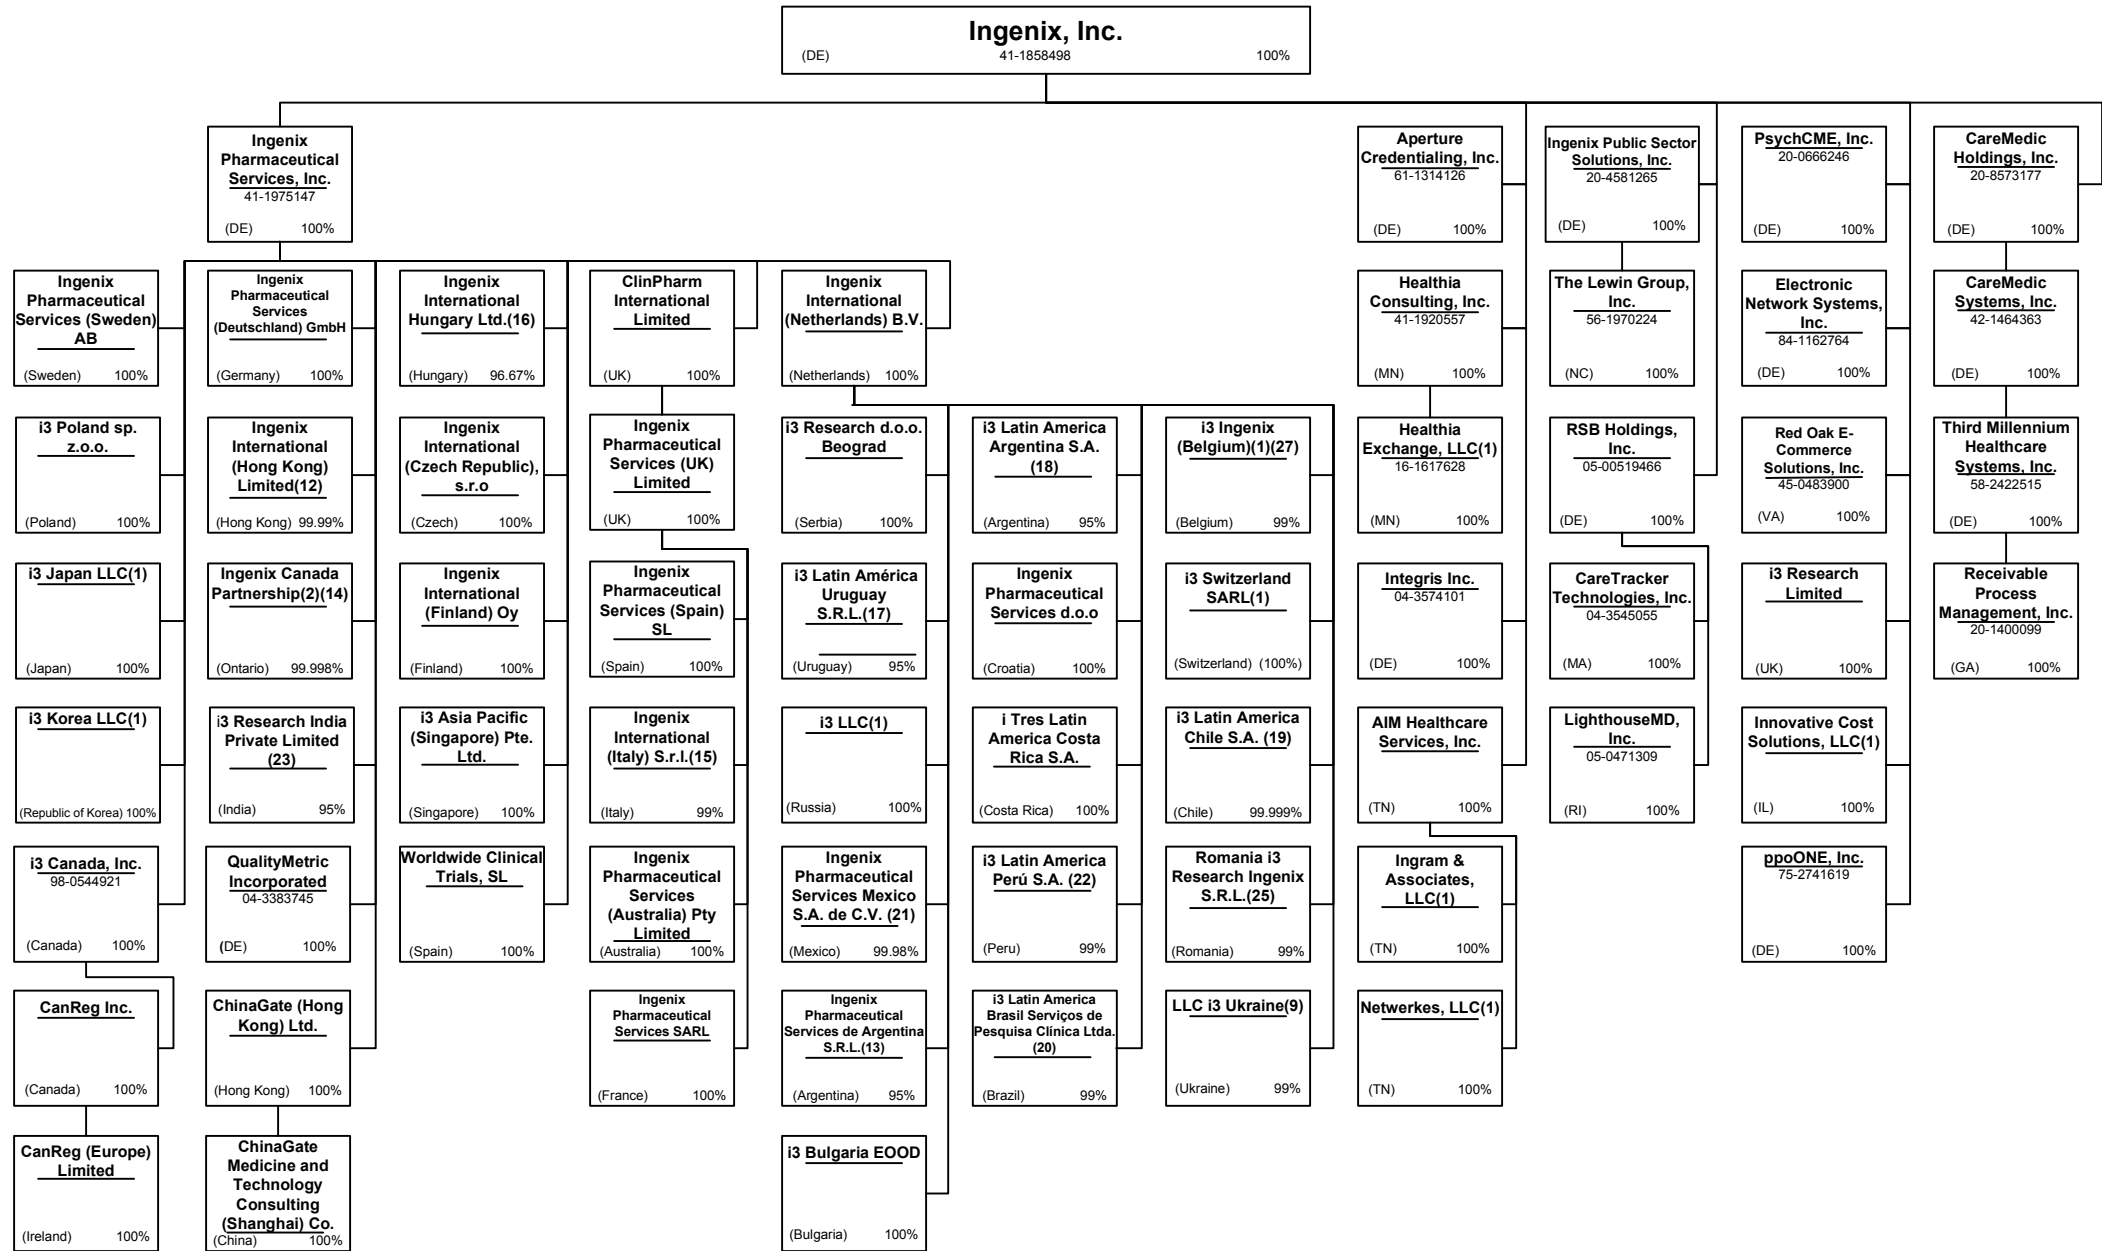 Ingenix, Inc.
41-1858498
(DE) 100%
Ingenix
Pharmaceutical
Services, Inc.
41-1975147
(DE) 100%
Aperture
Credentialing, Inc.
61-1314126
(DE) 100%
Ingenix Public Sector
Solutions, Inc.
20-4581265
(DE) 100%
PsychCME, Inc.
20-0666246
(DE) 100%
CareMedic
Holdings, Inc.
20-8573177
(DE) 100%
Ingenix
Pharmaceutical
Services (Sweden)
AB
(Sweden) 100%
Ingenix
Pharmaceutical
Services
(Deutschland) GmbH
(Germany) 100%
Ingenix
International
Hungary Ltd.(16)
(Hungary) 96.67%
ClinPharm
International
Limited
(UK) 100%
Ingenix
International
(Netherlands) B.V.
(Netherlands) 100%
Healthia
Consulting, Inc.
41-1920557
(MN) 100%
The Lewin Group,
Inc.
56-1970224
(NC) 100%
Electronic
Network Systems,
Inc.
84-1162764
(DE) 100%
CareMedic
Systems, Inc.
42-1464363
(DE) 100%
i3 Poland sp.
z.o.o.
(Poland) 100%
Ingenix
International
(Hong Kong)
Limited(12)
(Hong Kong) 99.99%
Ingenix
International
(Czech Republic),
s.r.o
(Czech) 100%
Ingenix
Pharmaceutical
Services (UK)
Limited
(UK) 100%
i3 Research d.o.o.
Beograd
(Serbia) 100%
i3 Latin America
Argentina S.A.
(18)
(Argentina) 95%
i3 Ingenix
(Belgium)(1)(27)
(Belgium) 99%
Healthia
Exchange, LLC(1)
16-1617628
(MN) 100%
RSB Holdings,
Inc.
05-00519466
(DE) 100%
Red Oak E-
Commerce
Solutions, Inc.
45-0483900
(VA) 100%
Third Millennium
Healthcare
Systems, Inc.
58-2422515
(DE) 100%
i3 Japan LLC(1)
(Japan) 100%
Ingenix Canada
Partnership(2)(14)
(Ontario) 99.998%
Ingenix
International
(Finland) Oy
(Finland) 100%
Ingenix
Pharmaceutical
Services (Spain)
SL
(Spain) 100%
i3 Latin América
Uruguay
S.R.L.(17)
(Uruguay) 95%
Ingenix
Pharmaceutical
Services d.o.o
(Croatia) 100%
i3 Switzerland
SARL(1)
(Switzerland) (100%)
Integris Inc.
04-3574101
(DE) 100%
CareTracker
Technologies, Inc.
04-3545055
(MA) 100%
i3 Research
Limited
(UK) 100%
Receivable
Process
Management, Inc.
20-1400099
(GA) 100%
i3 Korea LLC(1)
(Republic of Korea) 100%
i3 Research India
Private Limited
(23)
(India) 95%
i3 Asia Pacific
(Singapore) Pte.
Ltd.
(Singapore) 100%
Ingenix
International
(Italy) S.r.l.(15)
(Italy) 99%
i3 LLC(1)
(Russia) 100%
i Tres Latin
America Costa
Rica S.A.
(Costa Rica) 100%
i3 Latin America
Chile S.A. (19)
(Chile) 99.999%
AIM Healthcare
Services, Inc.
(TN) 100%
LighthouseMD,
Inc.
05-0471309
(RI) 100%
Innovative Cost
Solutions, LLC(1)
(IL) 100%
i3 Canada, Inc.
98-0544921
(Canada) 100%
QualityMetric
Incorporated
04-3383745
(DE) 100%
Worldwide Clinical
Trials, SL
(Spain) 100%
Ingenix
Pharmaceutical
Services
(Australia) Pty
Limited
(Australia) 100%
Ingenix
Pharmaceutical
Services Mexico
S.A. de C.V. (21)
(Mexico) 99.98%
i3 Latin America
Perú S.A. (22)
(Peru) 99%
Romania i3
Research Ingenix
S.R.L.(25)
(Romania) 99%
Ingram &
Associates,
LLC(1)
(TN) 100%
ppoONE, Inc.
75-2741619
(DE) 100%
CanReg Inc.
(Canada) 100%
ChinaGate (Hong
Kong) Ltd.
(Hong Kong) 100%
Ingenix
Pharmaceutical
Services SARL
(France) 100%
Ingenix
Pharmaceutical
Services de Argentina
S.R.L.(13)
(Argentina) 95%
i3 Latin America
Brasil Serviços de
Pesquisa Clínica Ltda.
(20)
(Brazil) 99%
LLC i3 Ukraine(9)
(Ukraine) 99%
Netwerkes, LLC(1)
(TN) 100%
CanReg (Europe)
Limited
(Ireland) 100%
ChinaGate
Medicine and
Technology
Consulting
(Shanghai) Co.
(China) 100%
i3 Bulgaria EOOD
(Bulgaria) 100%